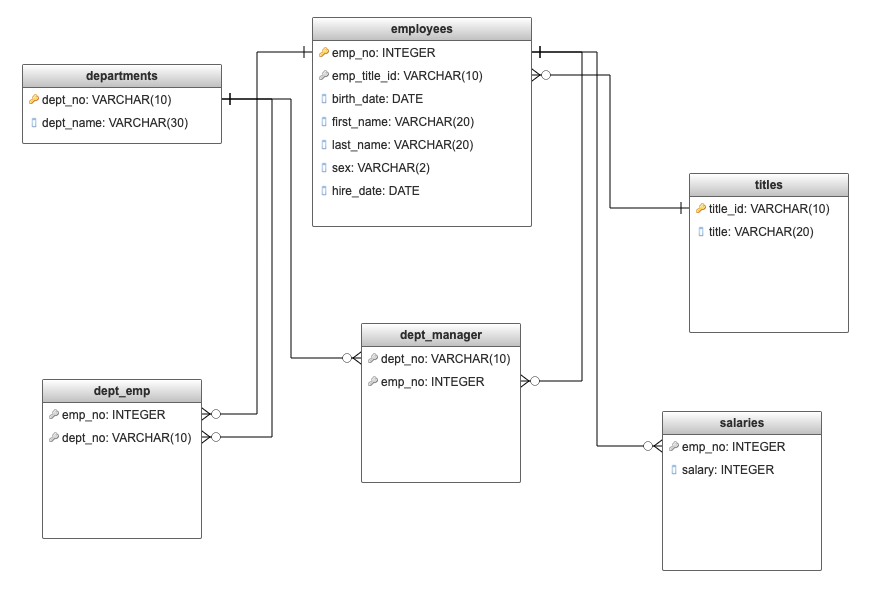 employees
emp_no: INTEGER
emp_title_id: VARCHAR(10)
birth_date: DATE
first_name: VARCHAR(20)
last_name: VARCHAR(20)
sex: VARCHAR(2)
hire_date: DATE
departments
dept_no: VARCHAR(10)
dept_name: VARCHAR(30)
titles
title_id: VARCHAR(10)
title: VARCHAR(20)
dept_manager
dept_no: VARCHAR(10)
emp_no: INTEGER
dept_emp
emp_no: INTEGER
dept_no: VARCHAR(10)
salaries
emp_no: INTEGER
salary: INTEGER